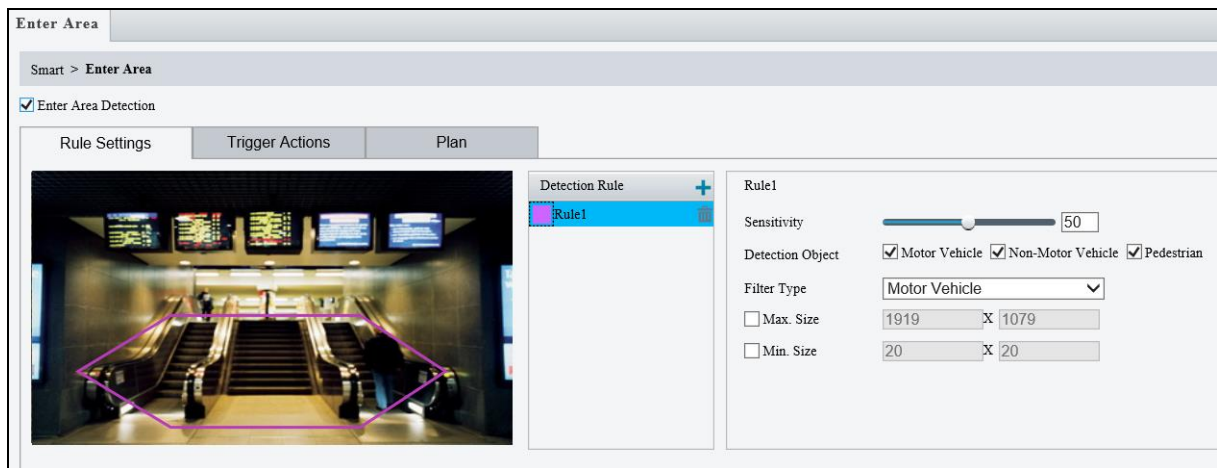 Enter Area
Smart > Enter Area
Enter Area Detection
Rule Settings Trigger Actions Plan
Detection Rule +
Rule1
Rule1
Sensitivity 50
Detection Object Motor Vehicle Non-Motor Vehicle Pedestrian
Filter Type Motor Vehicle
Max. Size 1919 X 1079
Min. Size 20 X 20